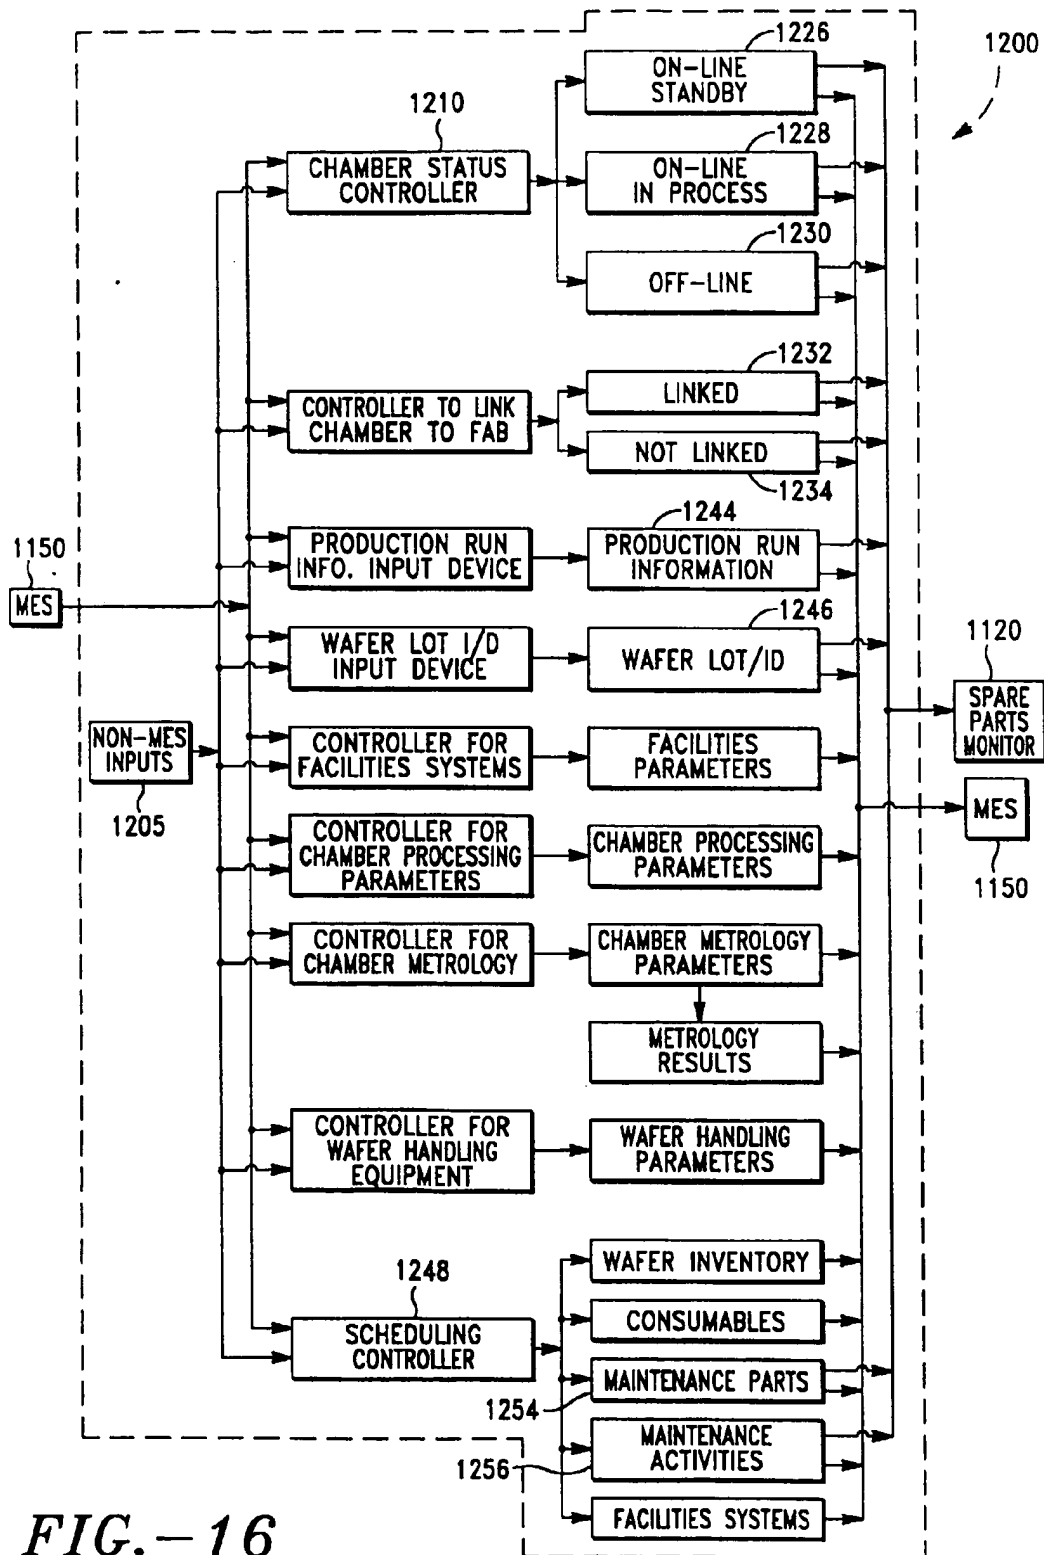 1200
1226
ON-LINE
STANDBY
1210
CHAMBER STATUS
CONTROLLER
1228
ON-LINE
IN PROCESS
1230
OFF-LINE
1232
LINKED
CONTROLLER TO LINK
CHAMBER TO FAB
NOT LINKED
1234
1244
1150
MES
PRODUCTION RUN
INFO. INPUT DEVICE
PRODUCTION RUN
INFORMATION
1246
WAFER LOT I/D
INPUT DEVICE
WAFER LOT/ID
1120
SPARE
PARTS
MONITOR
NON-MES
INPUTS
1205
CONTROLLER FOR
FACILITIES SYSTEMS
FACILITIES
PARAMETERS
MES
1150
CONTROLLER FOR
CHAMBER PROCESSING
PARAMETERS
CHAMBER PROCESSING
PARAMETERS
CONTROLLER FOR
CHAMBER METROLOGY
CHAMBER METROLOGY
PARAMETERS
METROLOGY
RESULTS
CONTROLLER FOR
WAFER HANDLING
EQUIPMENT
WAFER HANDLING
PARAMETERS
1248
SCHEDULING
CONTROLLER
WAFER INVENTORY
CONSUMABLES
MAINTENANCE PARTS
1254
MAINTENANCE
ACTIVITIES
1256
FACILITIES SYSTEMS
FIG.-16